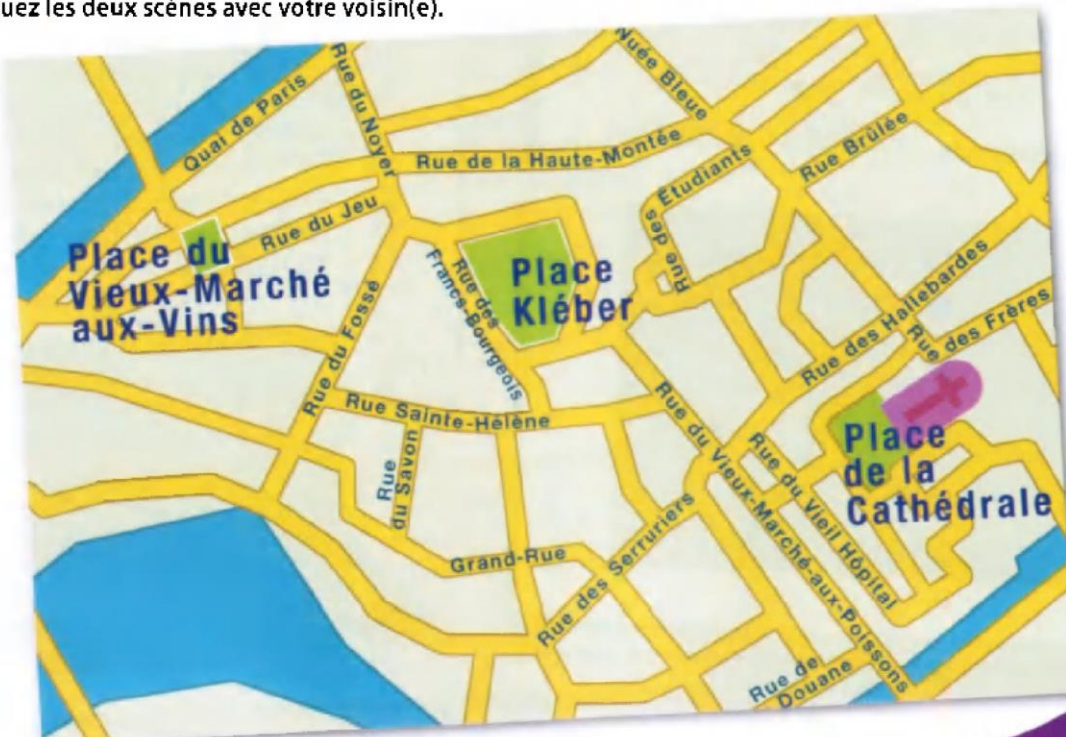 uez les deux scènes avec votre voisin(e).
Quai de Paris
Rue du Noyer
Nuée Bleue
Rue de la Haute-Montée
Rue Brûlée
Rue des Étudiants
Rue du Jeu
Place du
Vieux-Marché
aux-Vins
Rue des
Francs-Bourgeois
Place
Kléber
Rue du Fossé
Rue des Hallebardes
Rue des Frères
Rue Sainte-Hélène
Rue
du Savon
Rue du Vieux-Marché-aux-Poissons
Place
de la
Cathédrale
Rue du Vieil Hôpital
Grand-Rue
Rue des Serruriers
Rue de
Douane